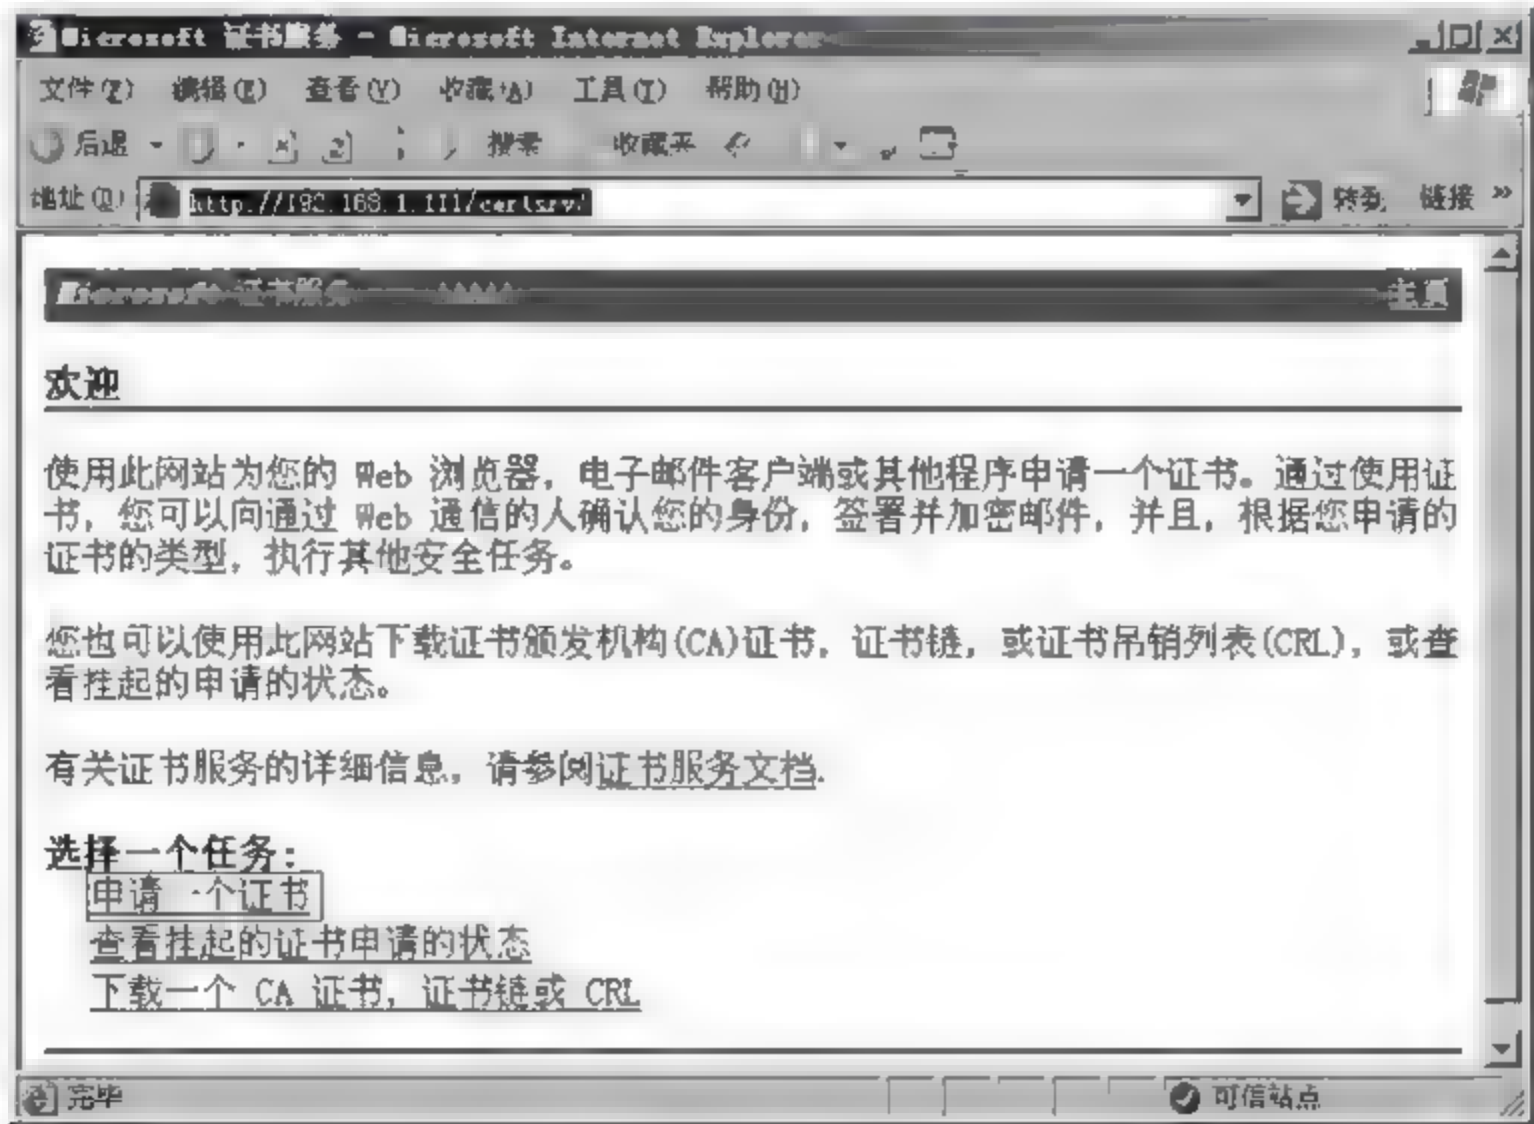 Microsoft 证书服务 - Microsoft Internet Explorer
文件(F) 编辑(E) 查看(V) 收藏(A) 工具(T) 帮助(H)
后退 搜索 收藏夹
地址(D) http://192.168.1.111/certsrv/ 转到 链接 »
Microsoft 证书服务 主页
欢迎
使用此网站为您的 Web 浏览器，电子邮件客户端或其他程序申请一个证书。通过使用证
书，您可以向通过 Web 通信的人确认您的身份，签署并加密邮件，并且，根据您申请的
证书的类型，执行其他安全任务。
您也可以使用此网站下载证书颁发机构(CA)证书，证书链，或证书吊销列表(CRL)，或查
看挂起的申请的状态。
有关证书服务的详细信息，请参阅证书服务文档.
选择一个任务:
申请一个证书
查看挂起的证书申请的状态
下载一个 CA 证书，证书链或 CRL
完毕 可信站点